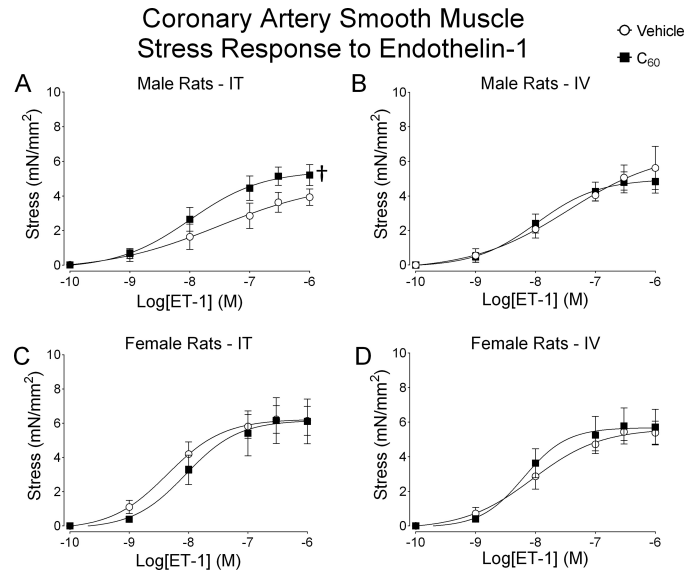 Coronary Artery Smooth Muscle
Stress Response to Endothelin-1
Vehicle
C₆₀
A
Male Rats - IT
Stress (mN/mm²)
10
8
6
4
2
0
†
-10 -9 -8 -7 -6
Log[ET-1] (M)
B
Male Rats - IV
Stress (mN/mm²)
10
8
6
4
2
0
-10 -9 -8 -7 -6
Log[ET-1] (M)
C
Female Rats - IT
Stress (mN/mm²)
10
8
6
4
2
0
-10 -9 -8 -7 -6
Log[ET-1] (M)
D
Female Rats - IV
Stress (mN/mm²)
10
8
6
4
2
0
-10 -9 -8 -7 -6
Log[ET-1] (M)